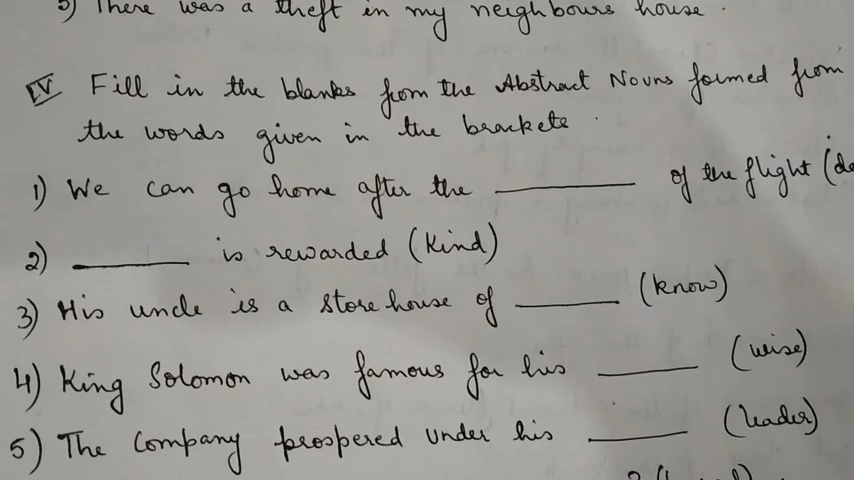 5) There was a theft in my neighbours house.
IV Fill in the blanks from the Abstract Nouns formed from
the words given in the brackets.
1) We can go home after the ________ of the flight (de
2) ________ is rewarded (Kind)
3) His uncle is a store house of ________ (know)
4) King Solomon was famous for his ________ (wise)
5) The Company prospered under his ________ (leader)